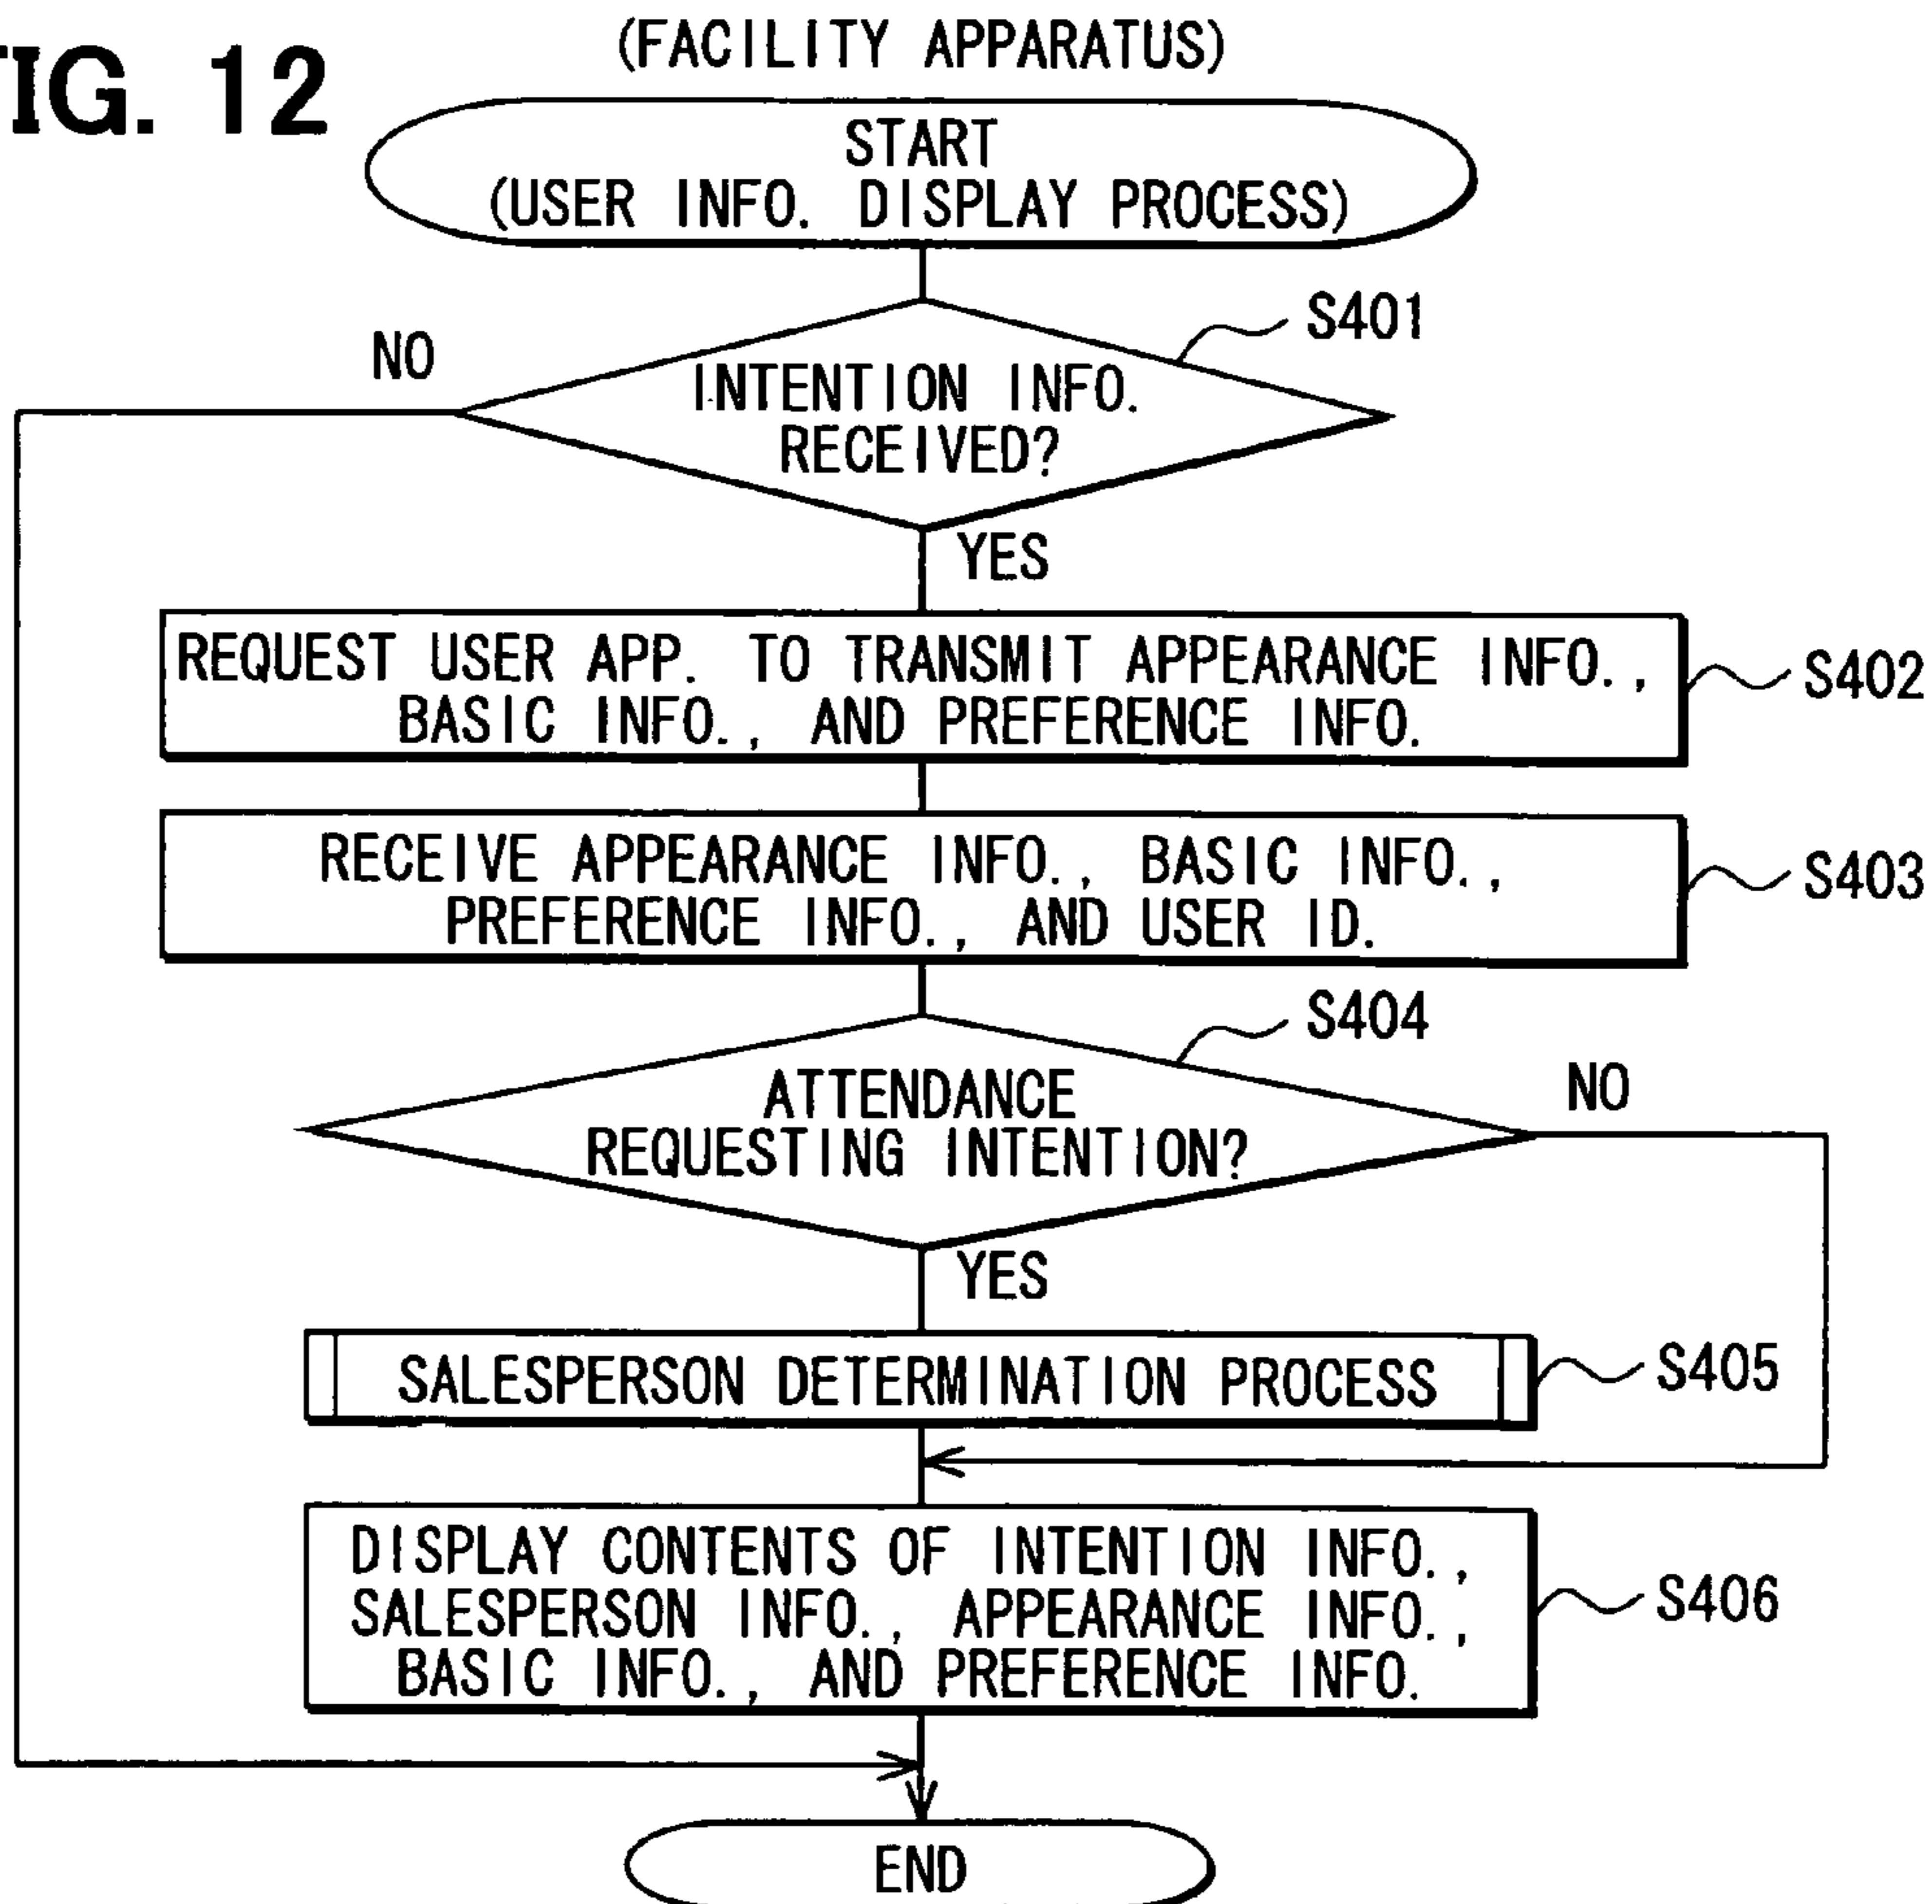 FIG. 12
(FACILITY APPARATUS)
START
(USER INFO. DISPLAY PROCESS)
S401
NO
INTENTION INFO.
RECEIVED?
YES
REQUEST USER APP. TO TRANSMIT APPEARANCE INFO.,
BASIC INFO., AND PREFERENCE INFO.
S402
RECEIVE APPEARANCE INFO., BASIC INFO.,
PREFERENCE INFO., AND USER ID.
S403
S404
ATTENDANCE
REQUESTING INTENTION?
NO
YES
SALESPERSON DETERMINATION PROCESS
S405
DISPLAY CONTENTS OF INTENTION INFO.,
SALESPERSON INFO., APPEARANCE INFO.,
BASIC INFO., AND PREFERENCE INFO.
S406
END